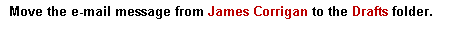 Move the e-mail message from James Corrigan to the Drafts folder.